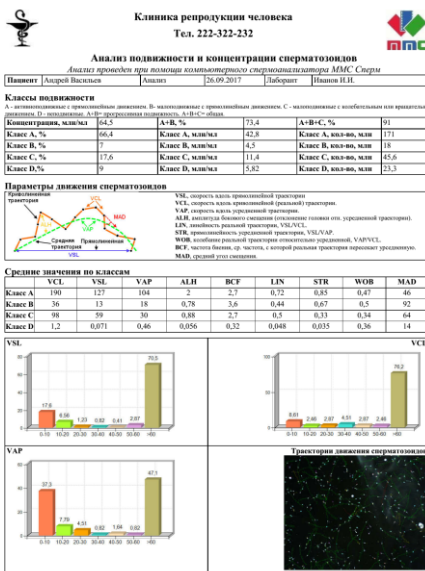 Клиника репродукции человека
Тел. 222-322-232
ММС
Анализ подвижности и концентрации сперматозоидов
Анализ проведен при помощи компьютерного спермоанализатора ММС Сперм
Пациент Андрей Васильев Анализ 26.09.2017 Лаборант Иванов И.И.
Классы подвижности
А - активноподвижные с прямолинейным движением. В- малоподвижные с прямолинейным движением. С - малоподвижные с колебательным или вращательн
движением. D - неподвижные. А+В= прогрессивная подвижность. А+В+С= общая.
Концентрация, млн/мл 64,5 А+В, % 73,4 А+В+С, % 91
Класс А, % 66,4 Класс А, млн/мл 42,8 Класс А, кол-во, млн 171
Класс В, % 7 Класс В, млн/мл 4,5 Класс В, кол-во, млн 18
Класс С, % 17,6 Класс С, млн/мл 11,4 Класс С, кол-во, млн 45,6
Класс D,% 9 Класс D, млн/мл 5,82 Класс D, кол-во, млн 23,3
Параметры движения сперматозоидов
Криволинейная траектория
VCL
ALH
MAD
VAP
Средняя траектория
Прямолинейная
VSL
VSL, скорость вдоль прямолинейной траектории
VCL, скорость вдоль криволинейной (реальной) траектории.
VAP, скорость вдоль усредненной траектории.
ALH, амплитуда бокового смещения (отклонение головки отн. усредненной траектории).
LIN, линейность реальной траектории, VSL/VCL.
STR, прямолинейность усредненной траектории, VSL/VAP.
WOB, колебание реальной траектории относительно усредненной, VAP/VCL.
BCF, частота биения, ср. частота, с которой реальная траектория пересекает усредненную.
MAD, средний угол смещения.
Средние значения по классам
VCL VSL VAP ALH BCF LIN STR WOB MAD
Класс А 190 127 104 2 2,7 0,72 0,85 0,47 46
Класс В 36 13 18 0,78 3,6 0,44 0,67 0,5 92
Класс С 98 59 30 0,88 2,7 0,5 0,33 0,34 64
Класс D 1,2 0,071 0,46 0,056 0,32 0,048 0,035 0,36 14
VSL
17,6 6,56 1,23 0,82 0,41 2,87 70,5
0-10 10-20 20-30 30-40 40-50 50-60 >60
VCL
8,61 2,46 2,87 4,51 2,87 2,46 76,2
0-10 10-20 20-30 30-40 40-50 50-60 >60
VAP
37,3 7,79 4,51 0,82 1,64 0,82 47,1
0-10 10-20 20-30 30-40 40-50 50-60 >60
Траектории движения сперматозоидов